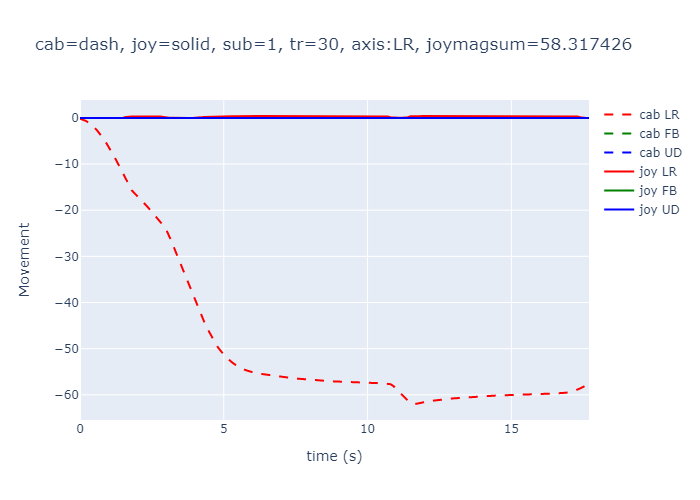 cab=dash, joy=solid, sub=1, tr=30, axis:LR, joymagsum=58.317426
0
−10
−20
−30
−40
−50
−60
Movement
0
5
10
15
time (s)
cab LR
cab FB
cab UD
joy LR
joy FB
joy UD